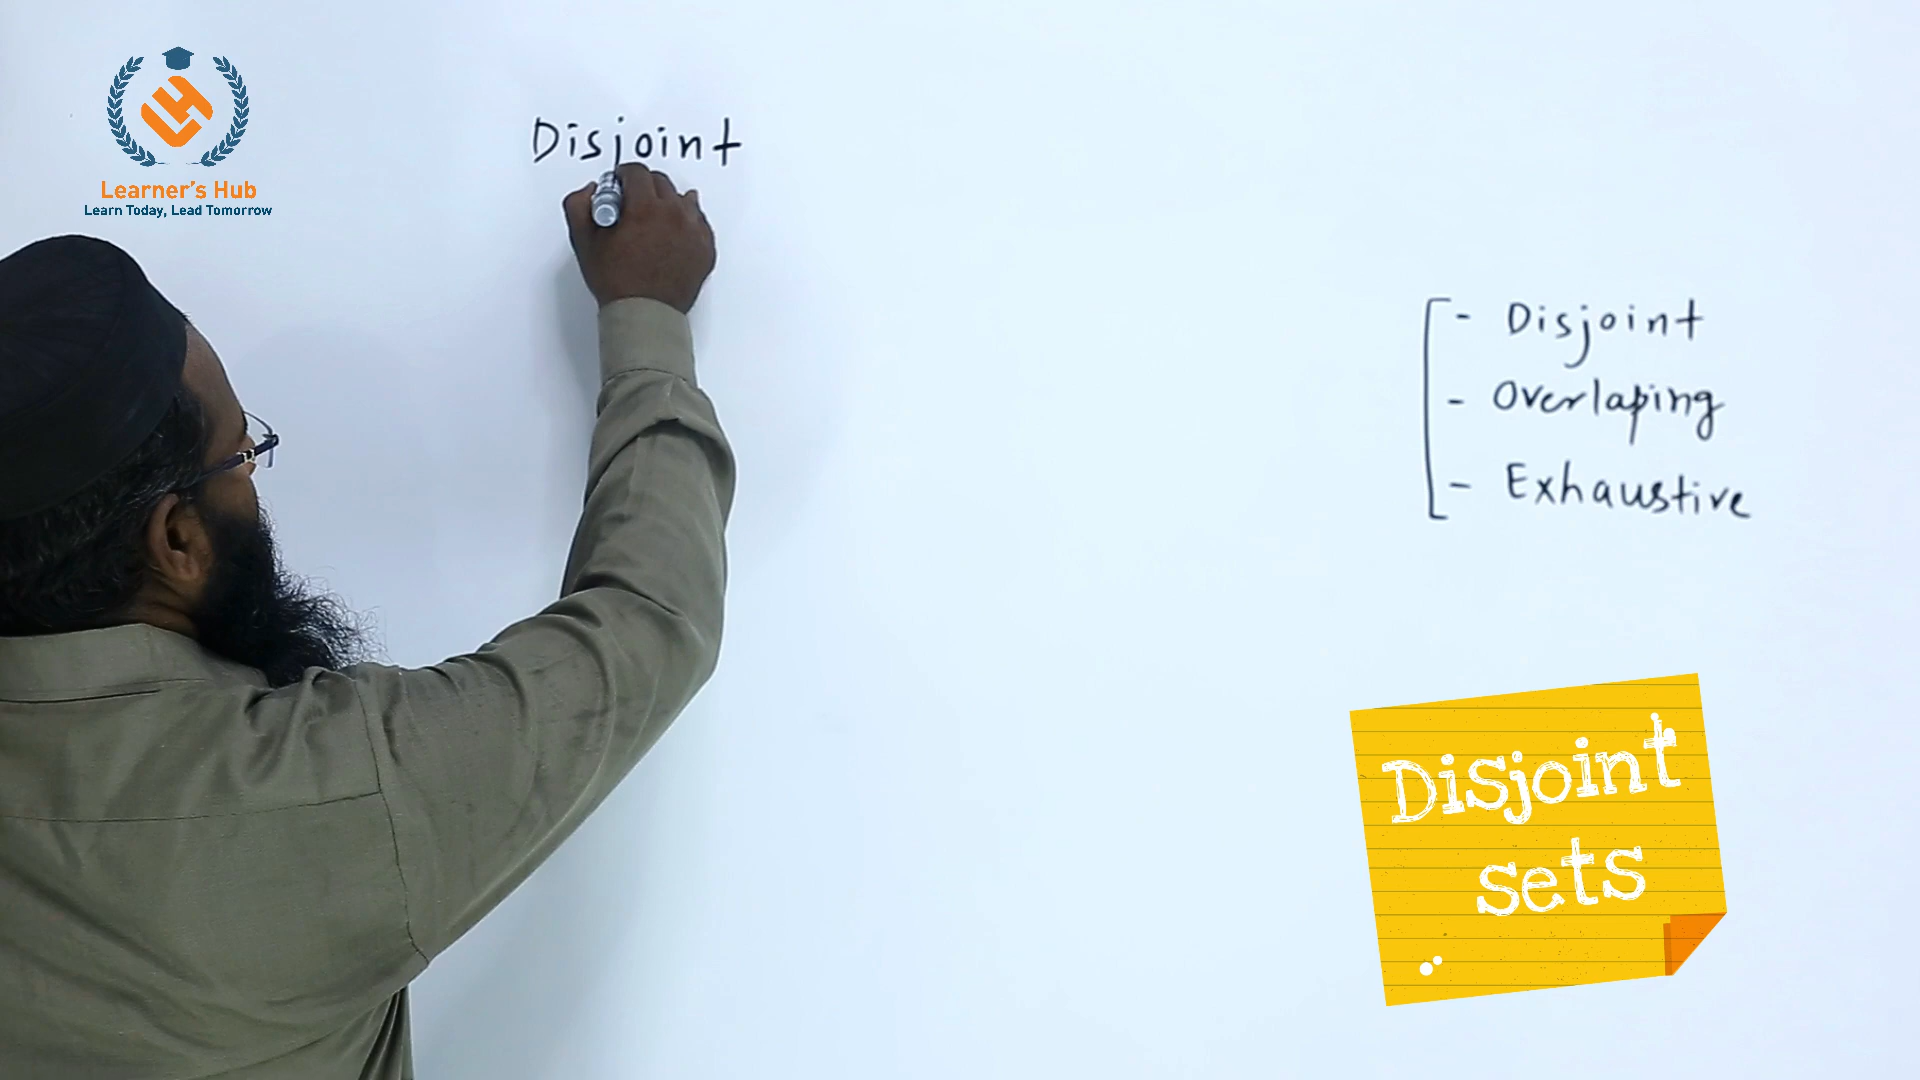 Learner's Hub
Learn Today, Lead Tomorrow
Disjoint
- Disjoint
- Overlaping
- Exhaustive
Disjoint
sets